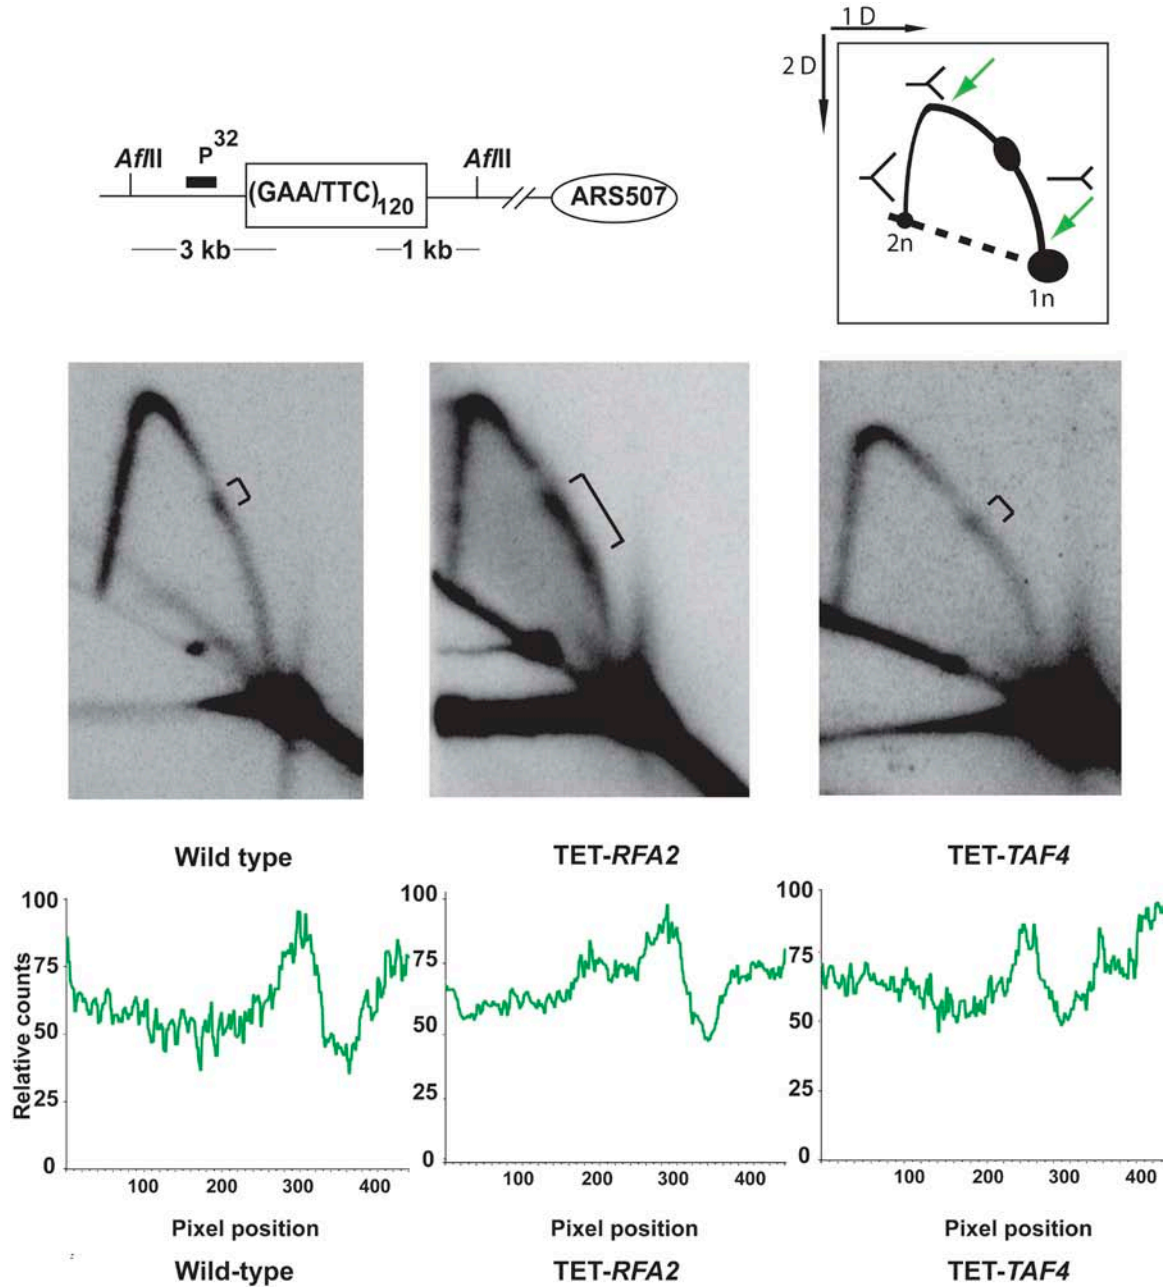 AflII
P32
AflII
(GAA/TTC)120
ARS507
3 kb
1 kb
1 D
2 D
2n
1n
Wild type
TET-RFA2
TET-TAF4
Relative counts
100
75
50
25
0
100 200 300 400
Pixel position
Wild-type
100
75
50
25
0
100 200 300 400
Pixel position
TET-RFA2
100
75
50
25
0
100 200 300 400
Pixel position
TET-TAF4